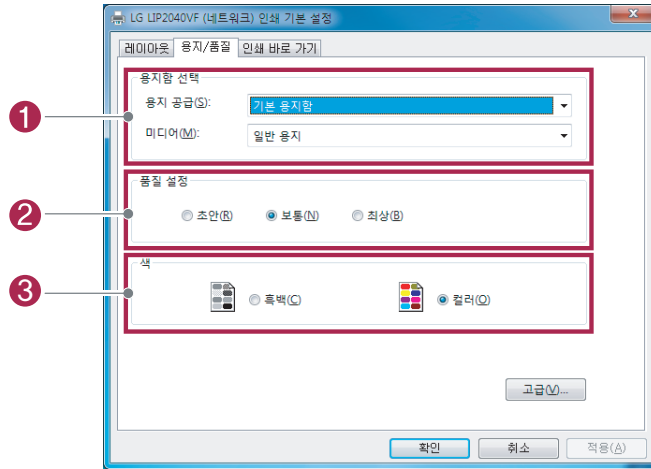 LG LIP2040VF (네트워크) 인쇄 기본 설정
레이아웃 용지/품질 인쇄 바로 가기
1
용지함 선택
용지 공급(S): 기본 용지함
미디어(M): 일반 용지
2
품질 설정
초안(R) 보통(N) 최상(B)
3
색
흑백(C) 컬러(O)
고급(V)...
확인 취소 적용(A)